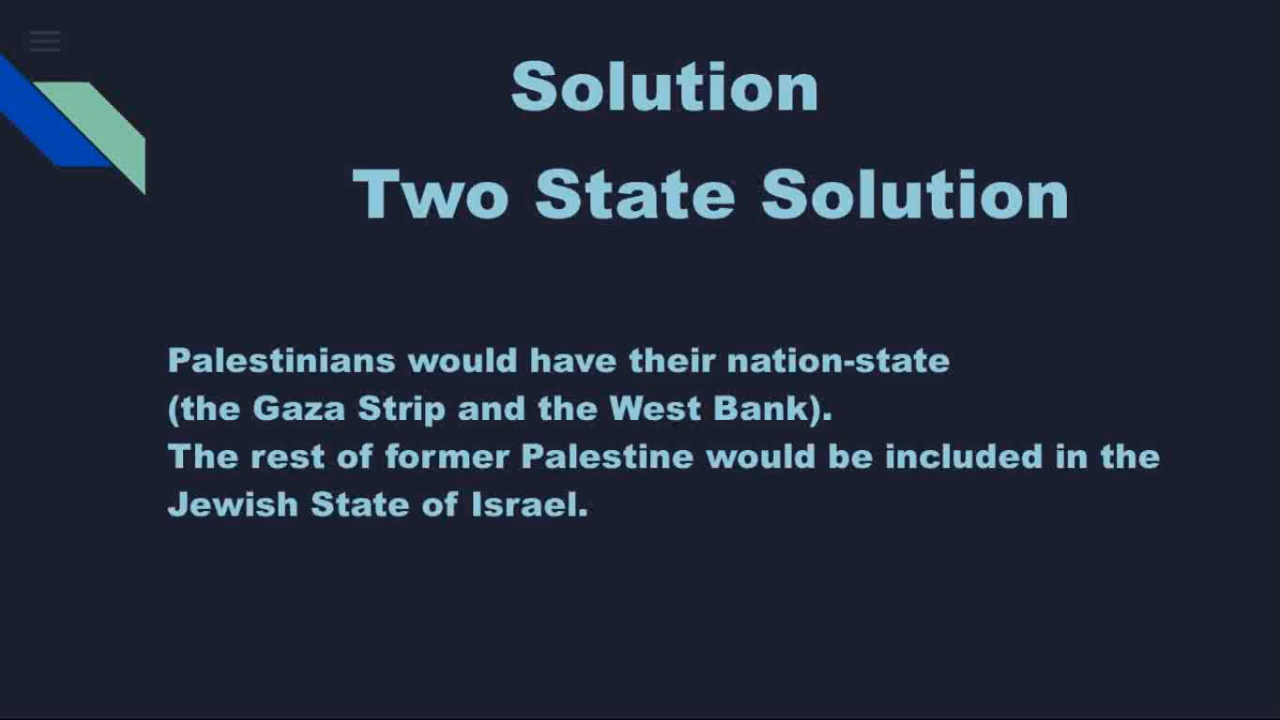 Solution
Two State Solution
Palestinians would have their nation-state
(the Gaza Strip and the West Bank).
The rest of former Palestine would be included in the
Jewish State of Israel.